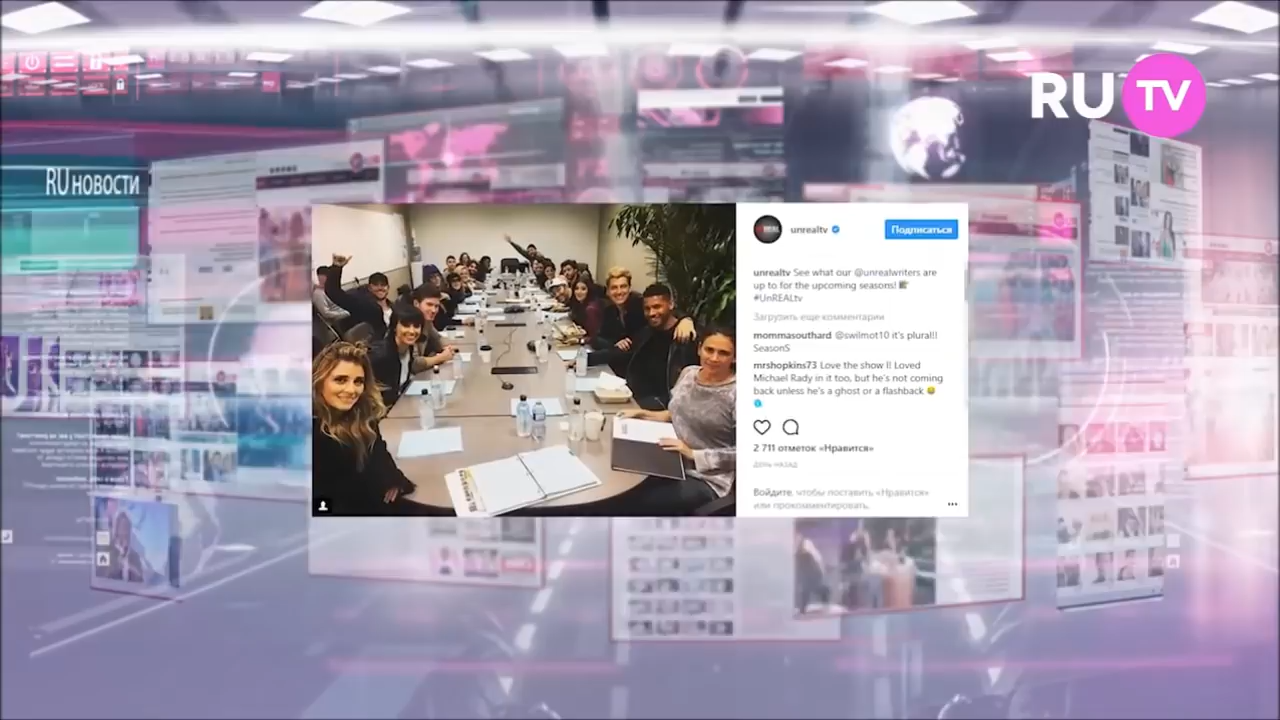 RU TV
RU НОВОСТИ
unrealtv
Подписаться
unrealtv See what our @unrealwriters are
up to for the upcoming seasons!
#UnREALtv
Загрузить еще комментарии
mommasouthard @swilmot10 it's plural!!
SeasonS
mrshopkins73 Love the show !! Loved
Michael Rady in it too, but he's not coming
back unless he's a ghost or a flashback
2 711 отметок «Нравится»
ДЕНЬ НАЗАД
Войдите, чтобы поставить «Нравится»
или прокомментировать.